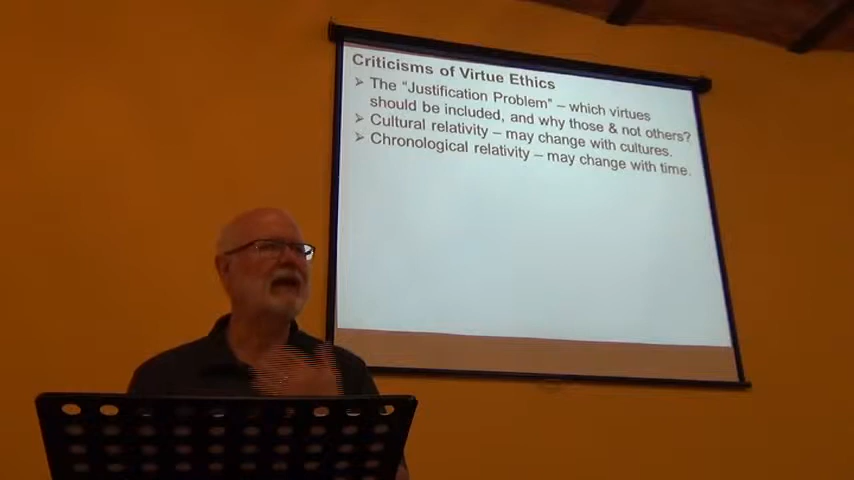 Criticisms of Virtue Ethics
➢ The “Justification Problem” – which virtues
should be included, and why those & not others?
➢ Cultural relativity – may change with cultures.
➢ Chronological relativity – may change with time.